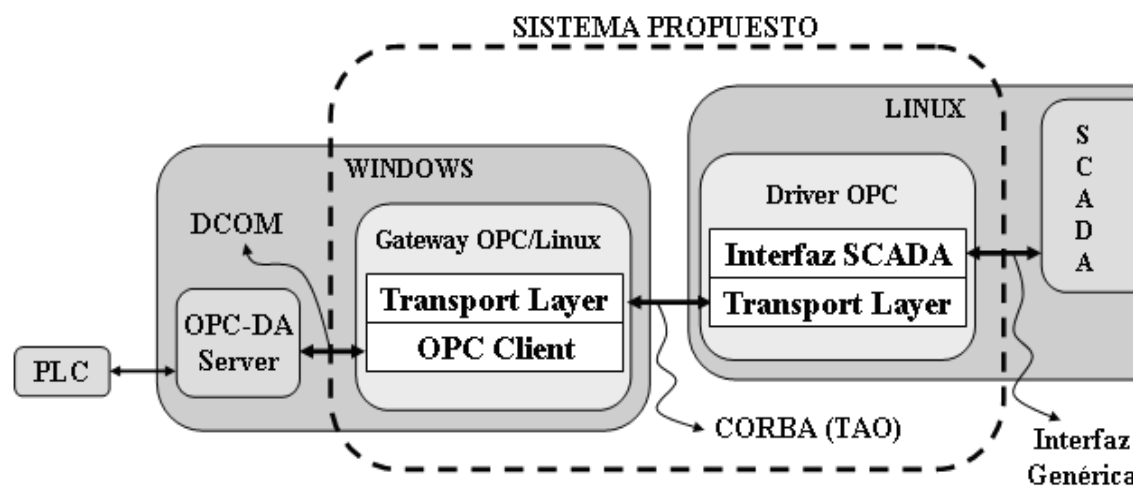 SISTEMA PROPUESTO
LINUX
WINDOWS
S
C
A
D
A
Driver OPC
DCOM
Gateway OPC/Linux
Interfaz SCADA
Transport Layer
Transport Layer
OPC Client
OPC-DA
Server
PLC
CORBA (TAO)
Interfaz
Genérica